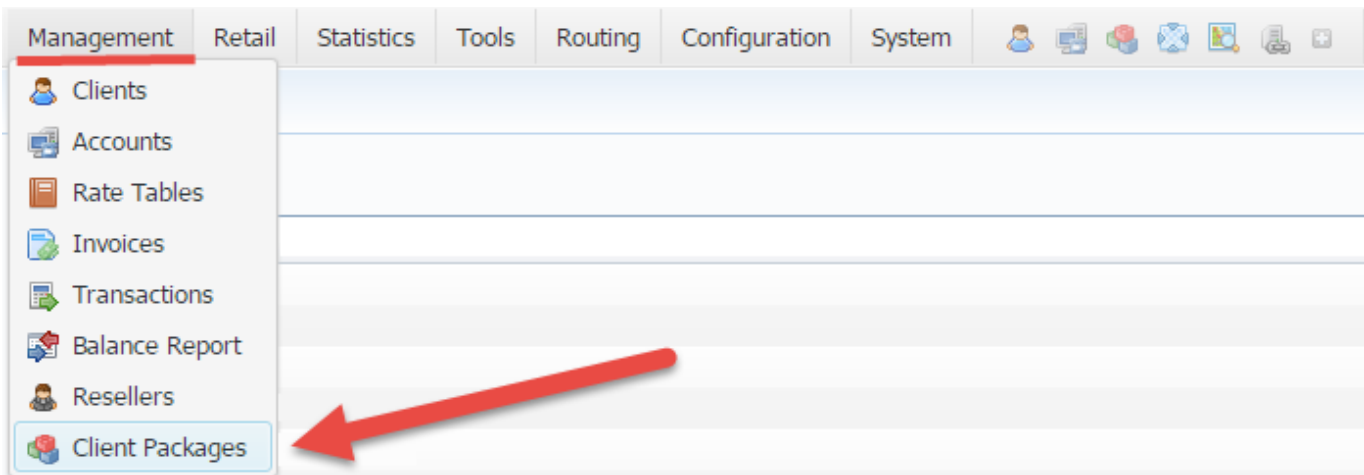 Management Retail Statistics Tools Routing Configuration System
Clients
Accounts
Rate Tables
Invoices
Transactions
Balance Report
Resellers
Client Packages